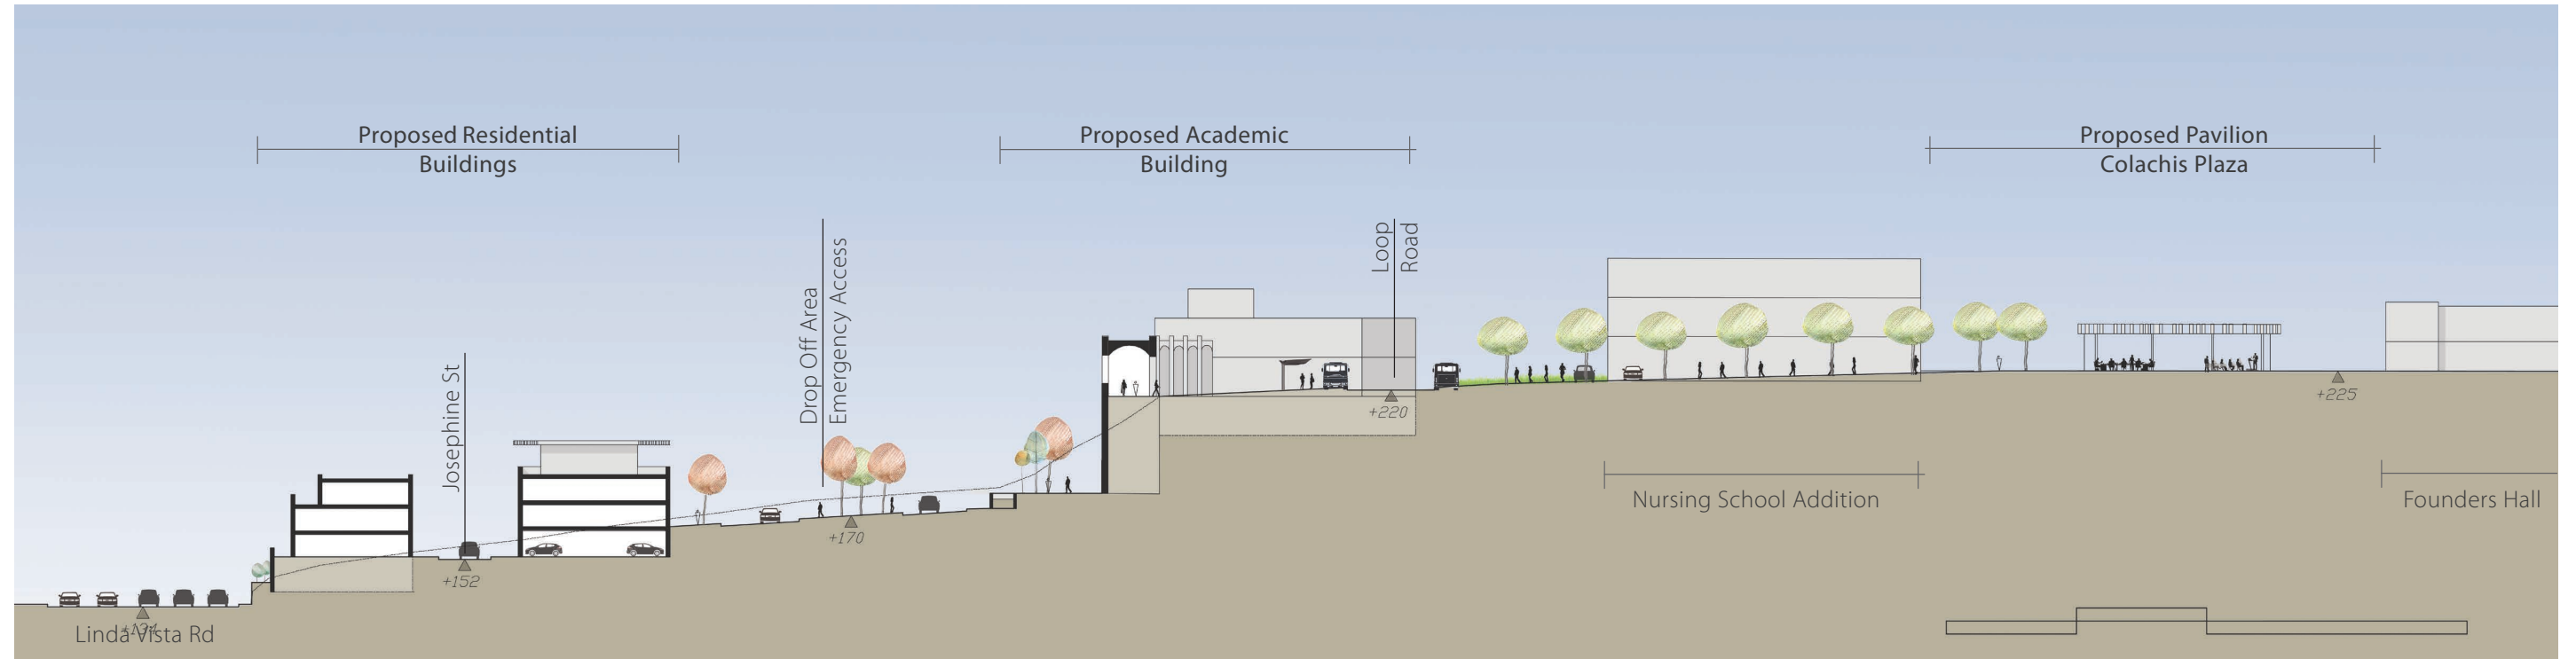 Proposed Residential
Buildings
Proposed Academic
Building
Proposed Pavilion
Colachis Plaza
Josephine St
Drop Off Area
Emergency Access
Loop
Road
+220
+225
Nursing School Addition
Founders Hall
+170
+152
+134
Linda Vista Rd